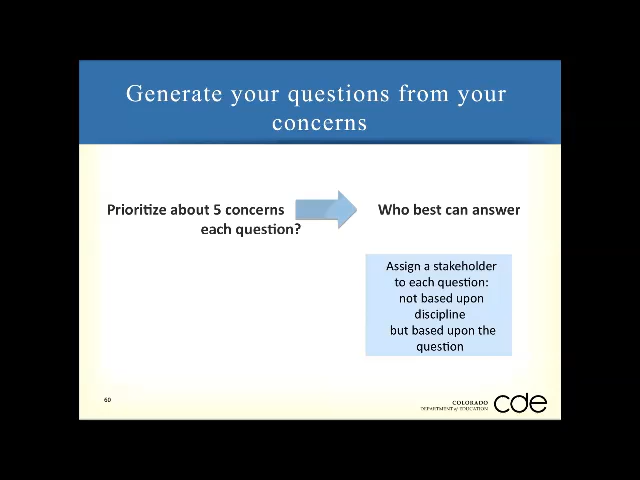 Generate your questions from your
concerns
Prioritize about 5 concerns Who best can answer
each question?
Assign a stakeholder
to each question:
not based upon
discipline
but based upon the
question
60
COLORADO
DEPARTMENT of EDUCATION
cde